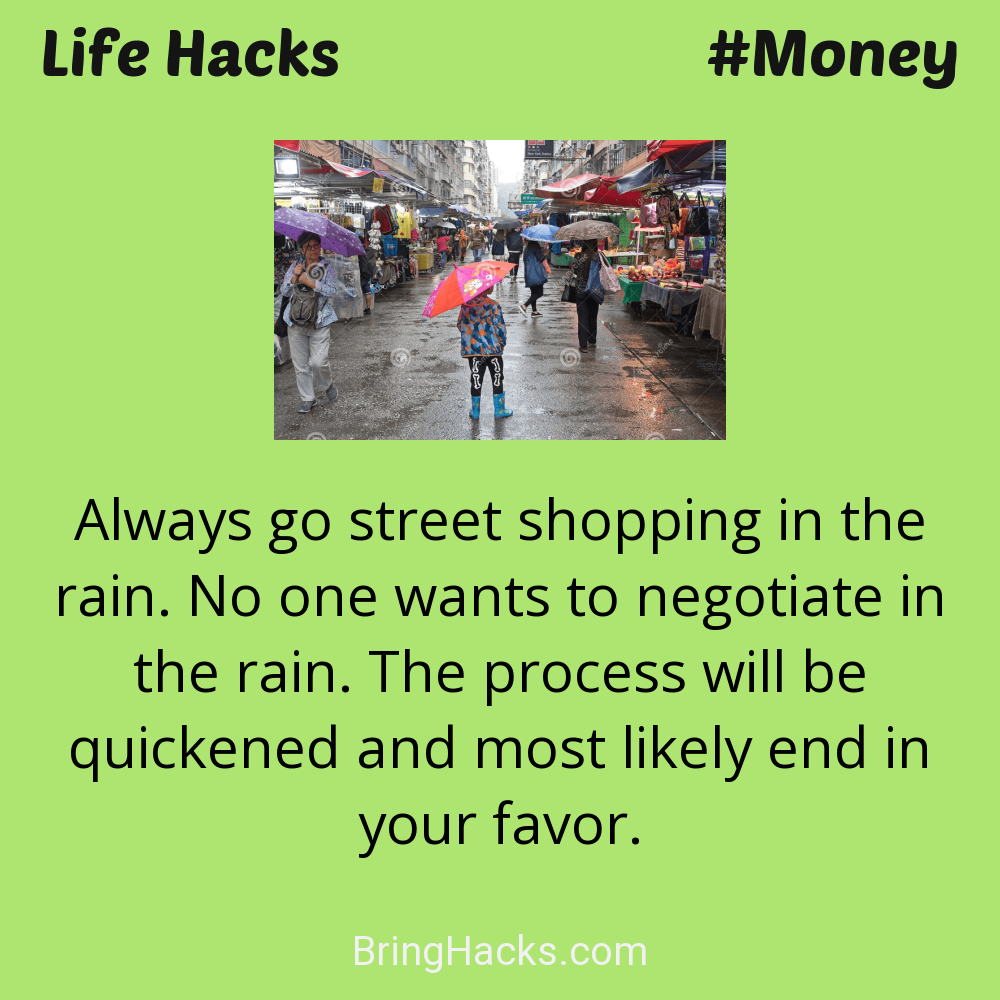 Life Hacks
#Money
Always go street shopping in the
rain. No one wants to negotiate in
the rain. The process will be
quickened and most likely end in
your favor.
BringHacks.com